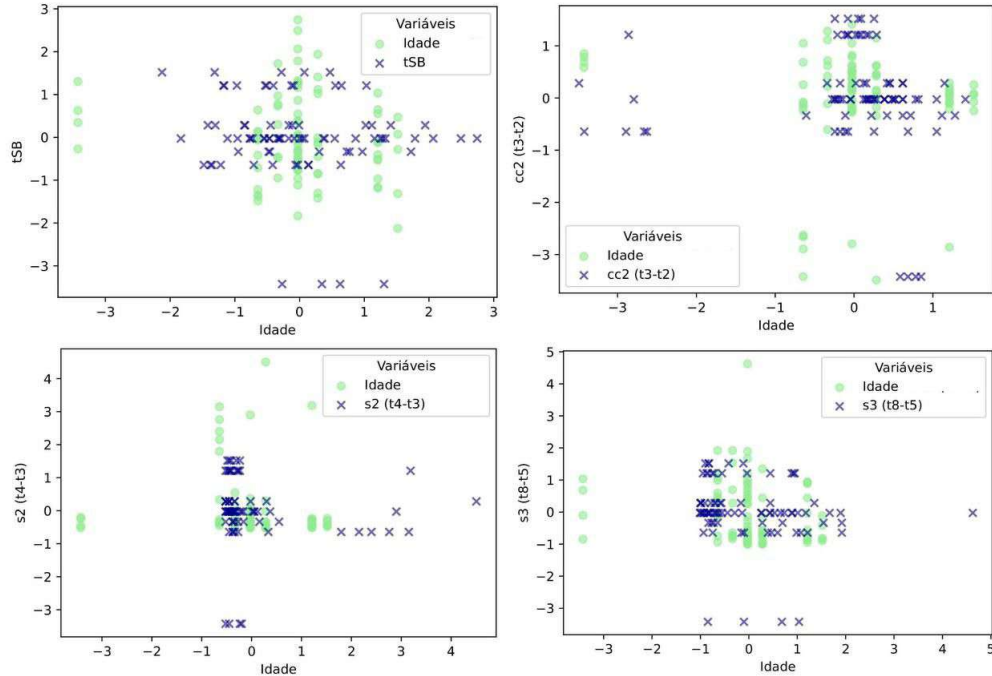 Variáveis
Idade
tSB
3
2
1
0
−1
−2
−3
tSB
−3
−2
−1
0
1
2
3
Idade
Variáveis
Idade
cc2 (t3-t2)
1
0
−1
−2
−3
cc2 (t3-t2)
−3
−2
−1
0
1
Idade
Variáveis
Idade
s2 (t4-t3)
4
3
2
1
0
−1
−2
−3
s2 (t4-t3)
−3
−2
−1
0
1
2
3
4
Idade
Variáveis
Idade
s3 (t8-t5)
5
4
3
2
1
0
−1
−2
−3
s3 (t8-t5)
−3
−2
−1
0
1
2
3
4
5
Idade